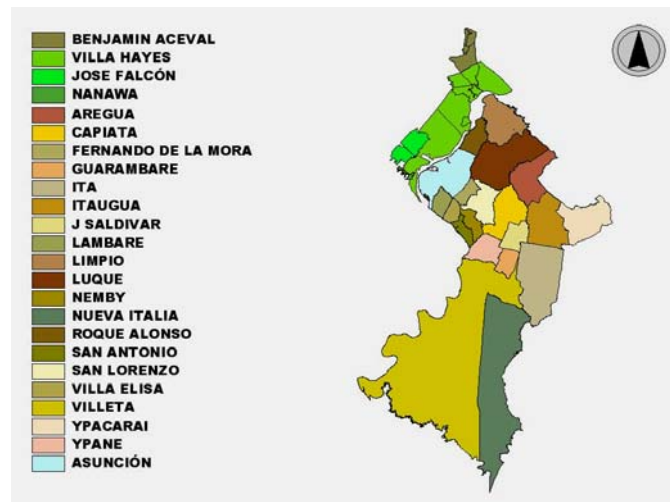 BENJAMIN ACEVAL
VILLA HAYES
JOSE FALCÓN
NANAWA
AREGUA
CAPIATA
FERNANDO DE LA MORA
GUARAMBARE
ITA
ITAUGUA
J SALDIVAR
LAMBARE
LIMPIO
LUQUE
NEMBY
NUEVA ITALIA
ROQUE ALONSO
SAN ANTONIO
SAN LORENZO
VILLA ELISA
VILLETA
YPACARAI
YPANE
ASUNCIÓN